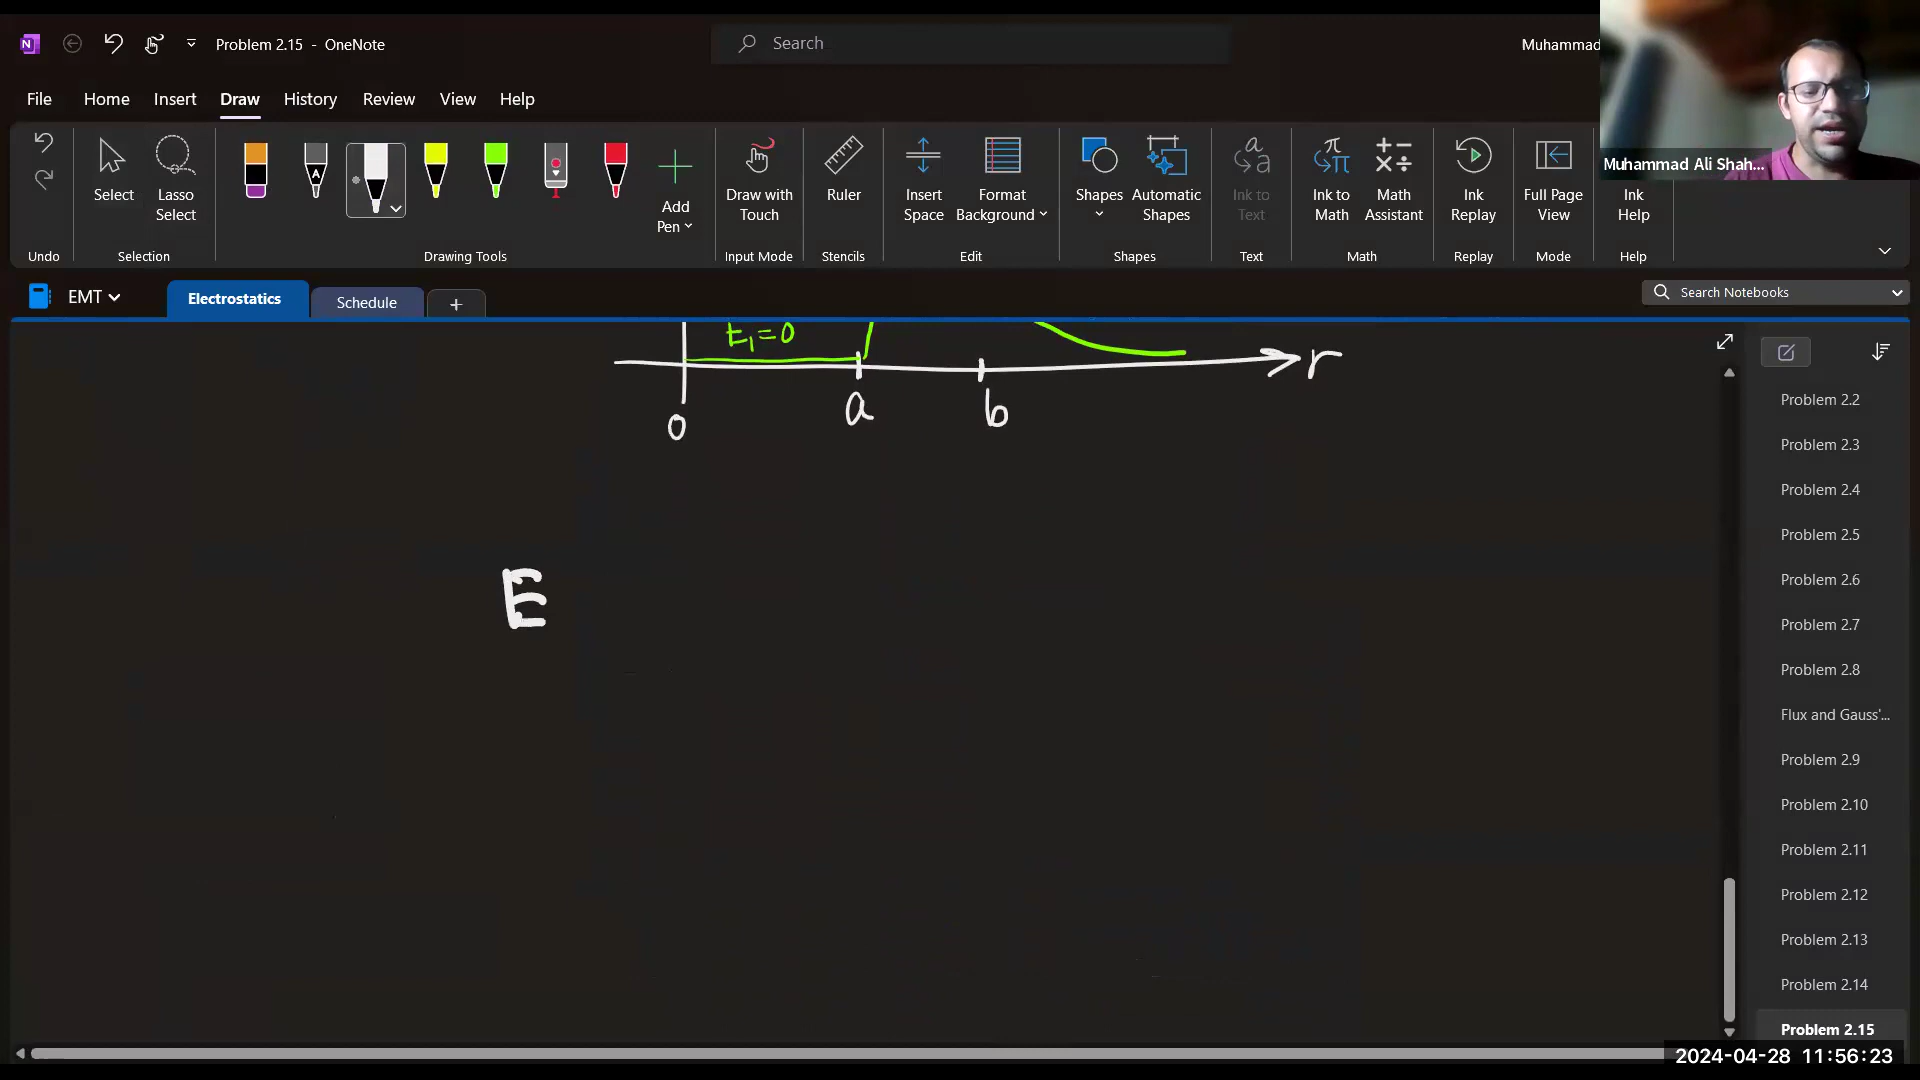 Problem 2.15 - OneNote
Search
Muhammad
File Home Insert Draw History Review View Help
Select
Lasso Select
A
Add Pen
Draw with Touch
Ruler
Insert Space
Format Background
Shapes
Automatic Shapes
Ink to Text
Ink to Math
Math Assistant
Ink Replay
Full Page View
Ink Help
Muhammad Ali Shah...
Undo Selection Drawing Tools Input Mode Stencils Edit Shapes Text Math Replay Mode Help
EMT Electrostatics Schedule +
Search Notebooks
E₁=0
r
0 a b
E
Problem 2.2
Problem 2.3
Problem 2.4
Problem 2.5
Problem 2.6
Problem 2.7
Problem 2.8
Flux and Gauss'...
Problem 2.9
Problem 2.10
Problem 2.11
Problem 2.12
Problem 2.13
Problem 2.14
Problem 2.15
2024-04-28 11:56:23